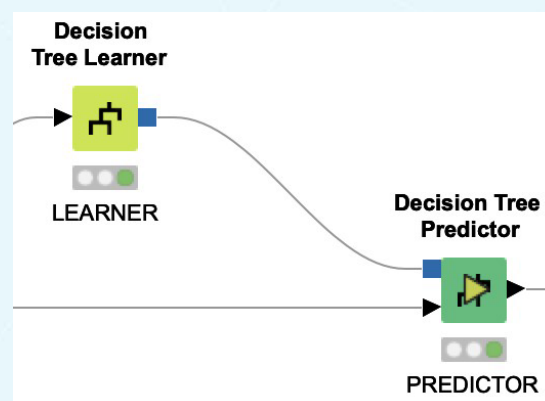 Decision
Tree Learner
LEARNER
Decision Tree
Predictor
PREDICTOR